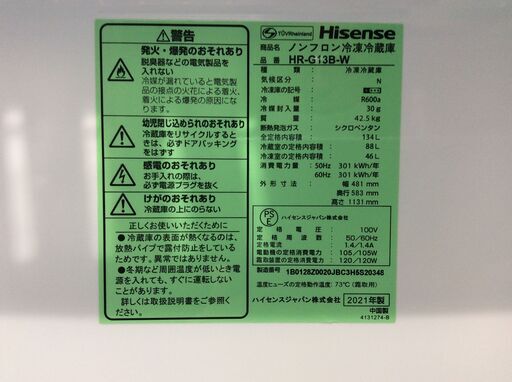 警告
発火・爆発のおそれあり
脱臭器などの電気製品を
入れない
冷媒が漏れていると電気製
品の接点の火花による着火、
着火による爆発の原因に
なります。
幼児閉じ込められのおそれあり
冷蔵庫をリサイクルすると
きは、必ずドアパッキング
をはずす
感電のおそれあり
お手入れの際は、
必ず電源プラグを抜く
けがのおそれあり
冷蔵庫の上にのらない
正しくお使いいただくために
●冷蔵庫の表面が熱くなるのは、
放熱パイプで露付防止をしている
ためです。異常ではありません。
●冬期など周囲温度が低いとき電
源を入れても、すぐに運転しない
ことがあります。
詳しくは取扱説明書をごらんください。
TÜVRheinland
Hisense
商品名 ノンフロン冷凍冷蔵庫
品番 HR-G13B-W
種類 冷凍冷蔵庫
気候区分 N
冷凍庫の記号
冷媒 R600a
冷媒封入量 30 g
質量 42.5 kg
断熱発泡ガス シクロペンタン
全定格内容積 134 L
冷蔵室の定格内容積 88 L
冷凍室の定格内容積 46 L
消費電力量 50Hz 301 kWh/年
60Hz 301 kWh/年
外形寸法 幅 481 mm
奥行 583 mm
高さ 1131 mm
PS E
ハイセンスジャパン株式会社
定格電圧 100V
定格周波数 50/60Hz
定格電流 1.4/1.4A
電動機の定格消費電力 105/105W
霜取装置の定格消費電力 120/120W
製造番号 1B0128Z0020JBC3H5S20348
温度ヒューズの定格動作温度:73℃(霜取用)
ハイセンスジャパン株式会社 2021年製
中国製
4131274-B